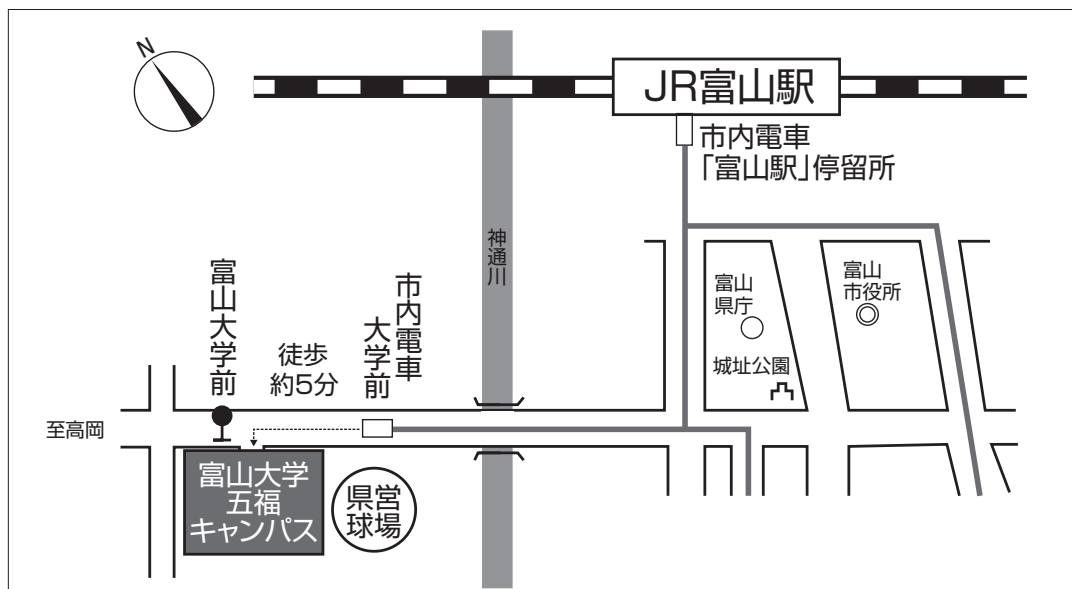 N
JR富山駅
市内電車
「富山駅」停留所
神通川
富山
県庁
富山
市役所
城址公園
富山大学前
徒歩
約5分
市内電車
大学前
至高岡
富山大学
五福
キャンパス
県営
球場